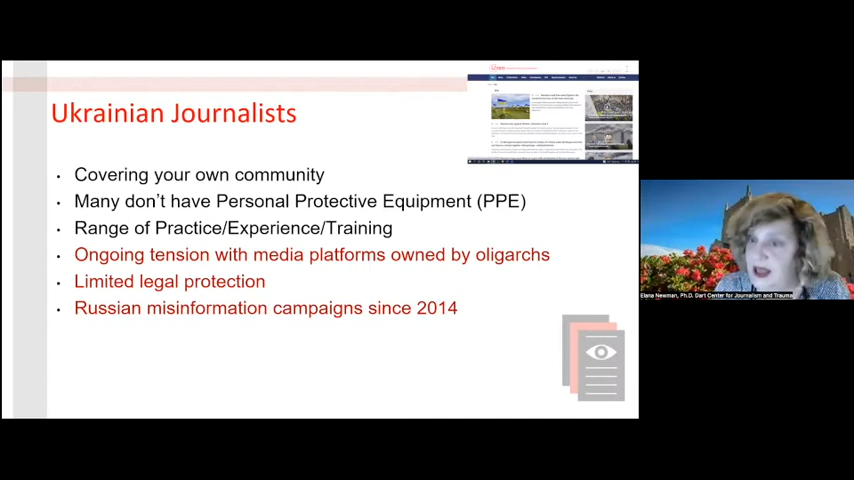 Ukrainian Journalists
Covering your own community
Many don't have Personal Protective Equipment (PPE)
Range of Practice/Experience/Training
Ongoing tension with media platforms owned by oligarchs
Limited legal protection
Russian misinformation campaigns since 2014
Elana Newman, Ph.D. Dart Center for Journalism and Trauma